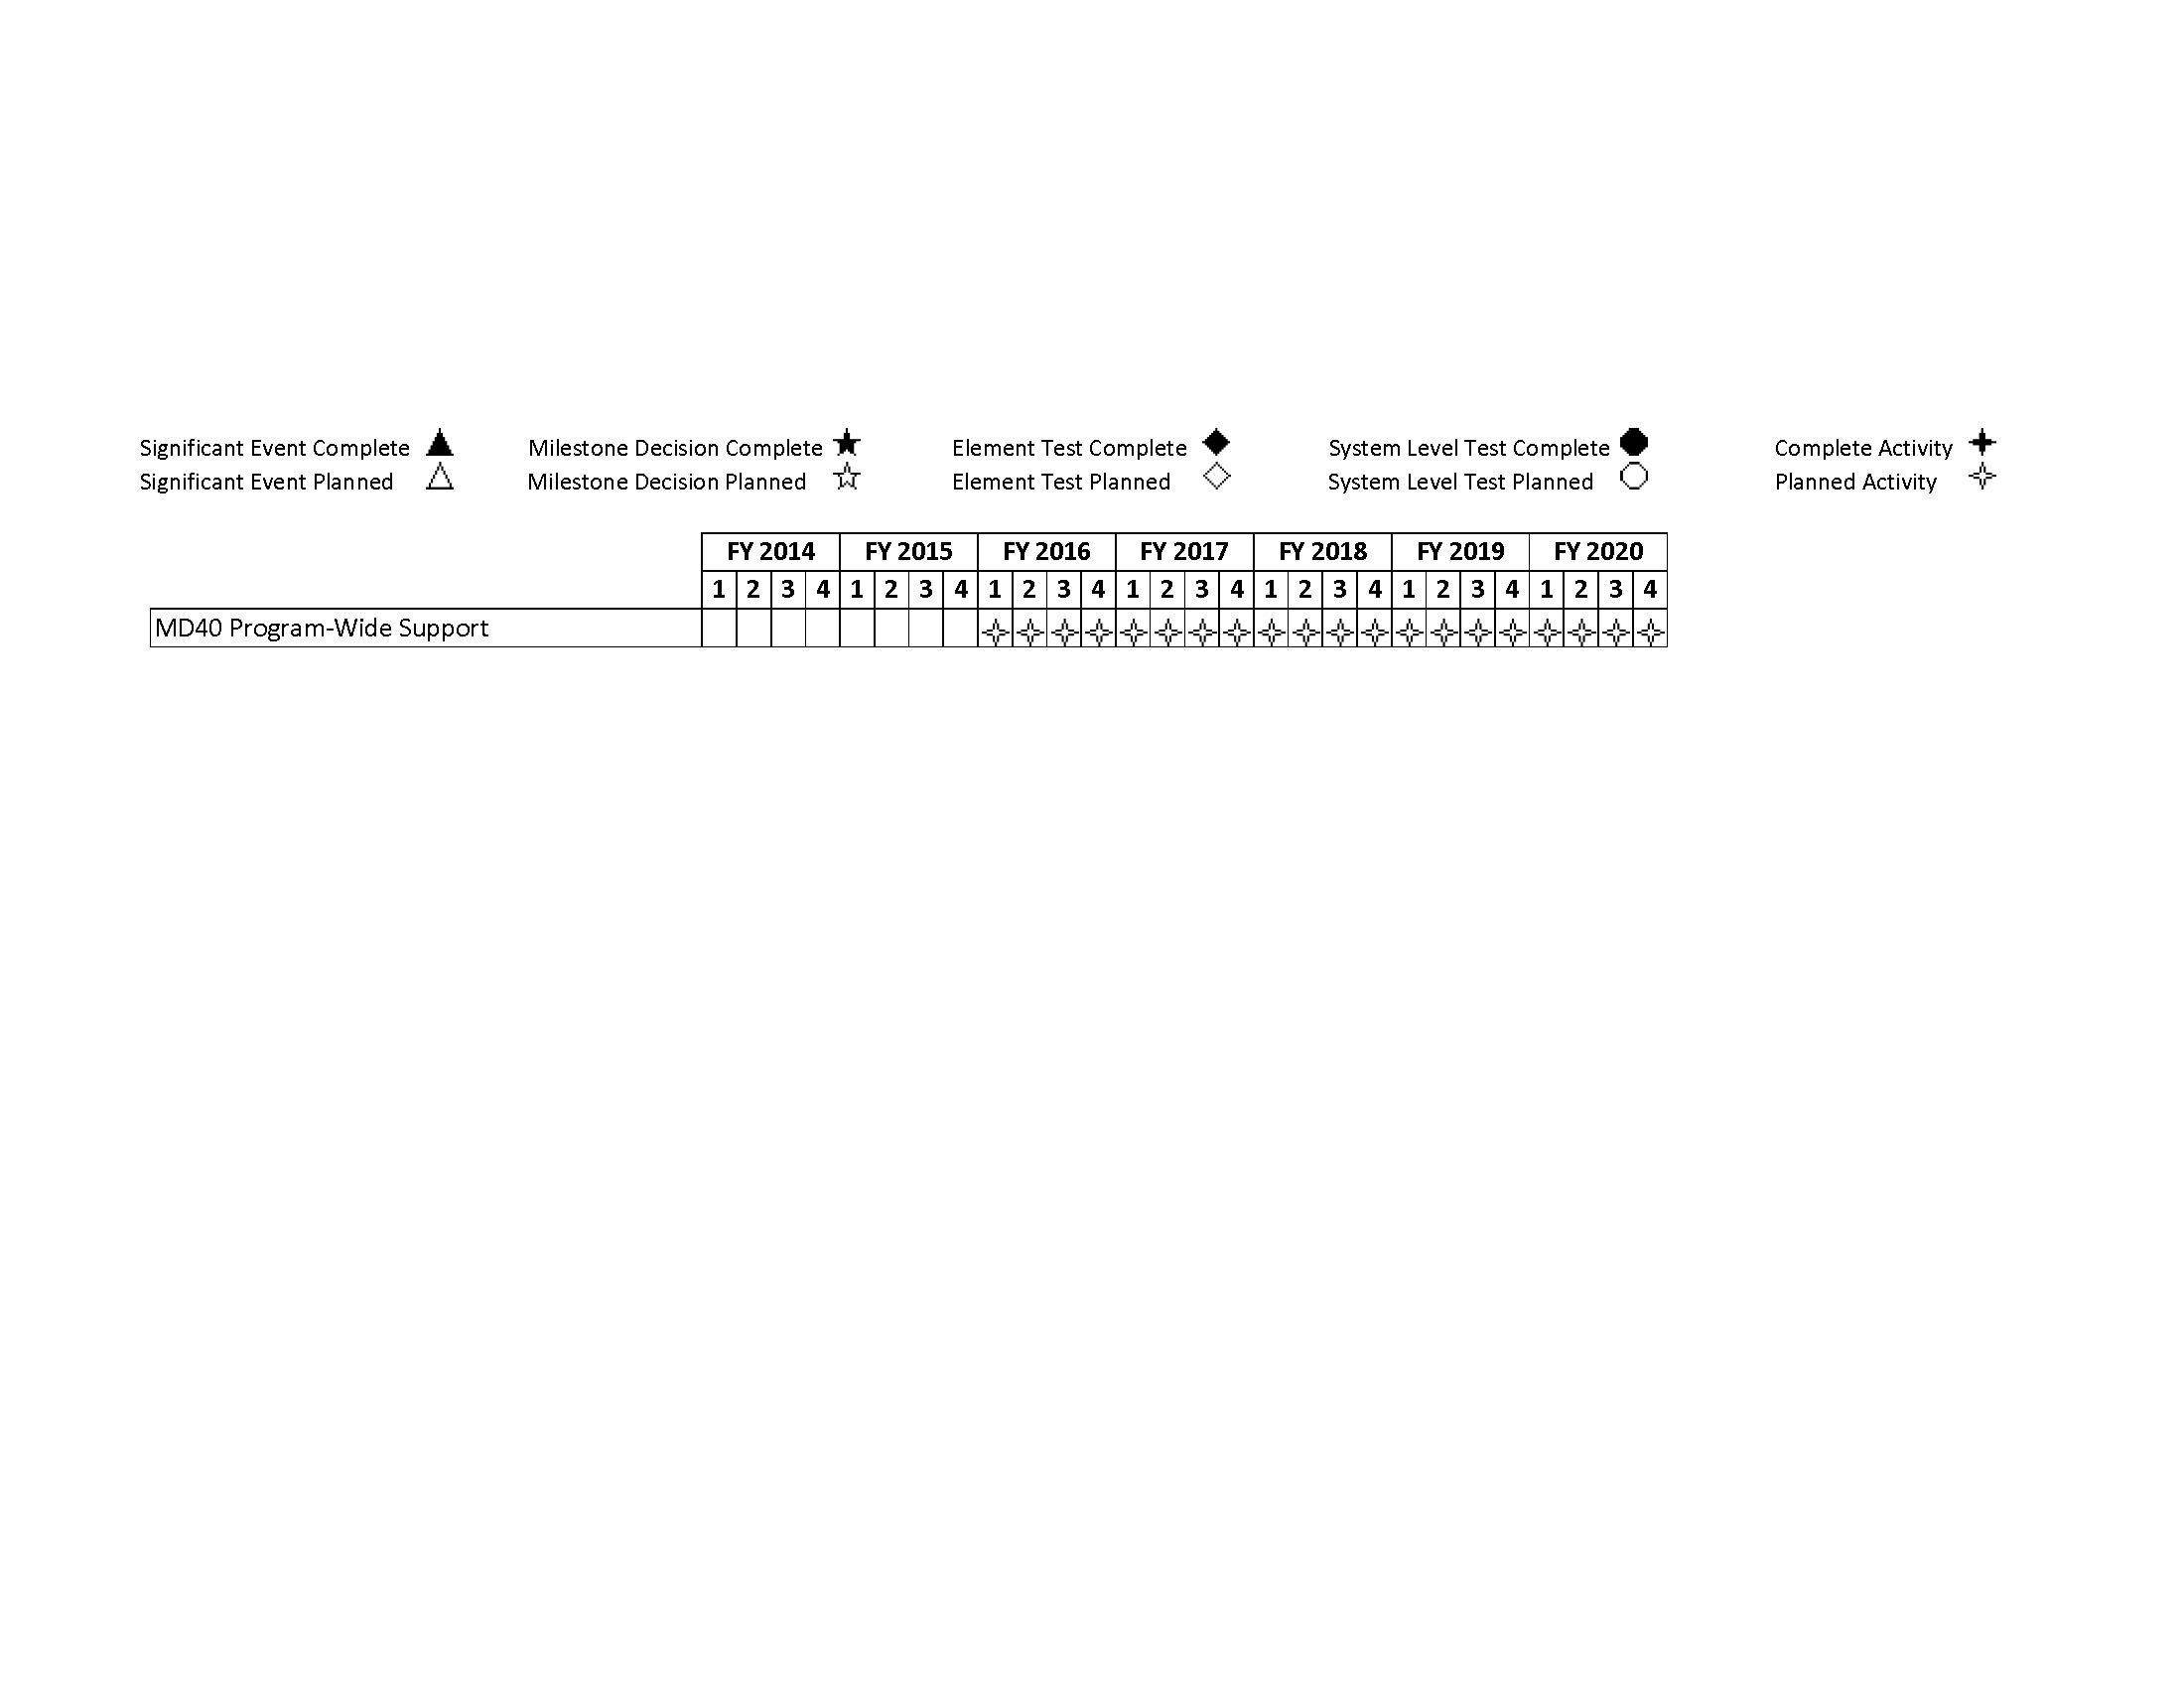 Significant Event Complete Milestone Decision Complete Element Test Complete System Level Test Complete Complete Activity
Significant Event Planned Milestone Decision Planned Element Test Planned System Level Test Planned Planned Activity
FY 2014 FY 2015 FY 2016 FY 2017 FY 2018 FY 2019 FY 2020
1 2 3 4 1 2 3 4 1 2 3 4 1 2 3 4 1 2 3 4 1 2 3 4 1 2 3 4
MD40 Program-Wide Support